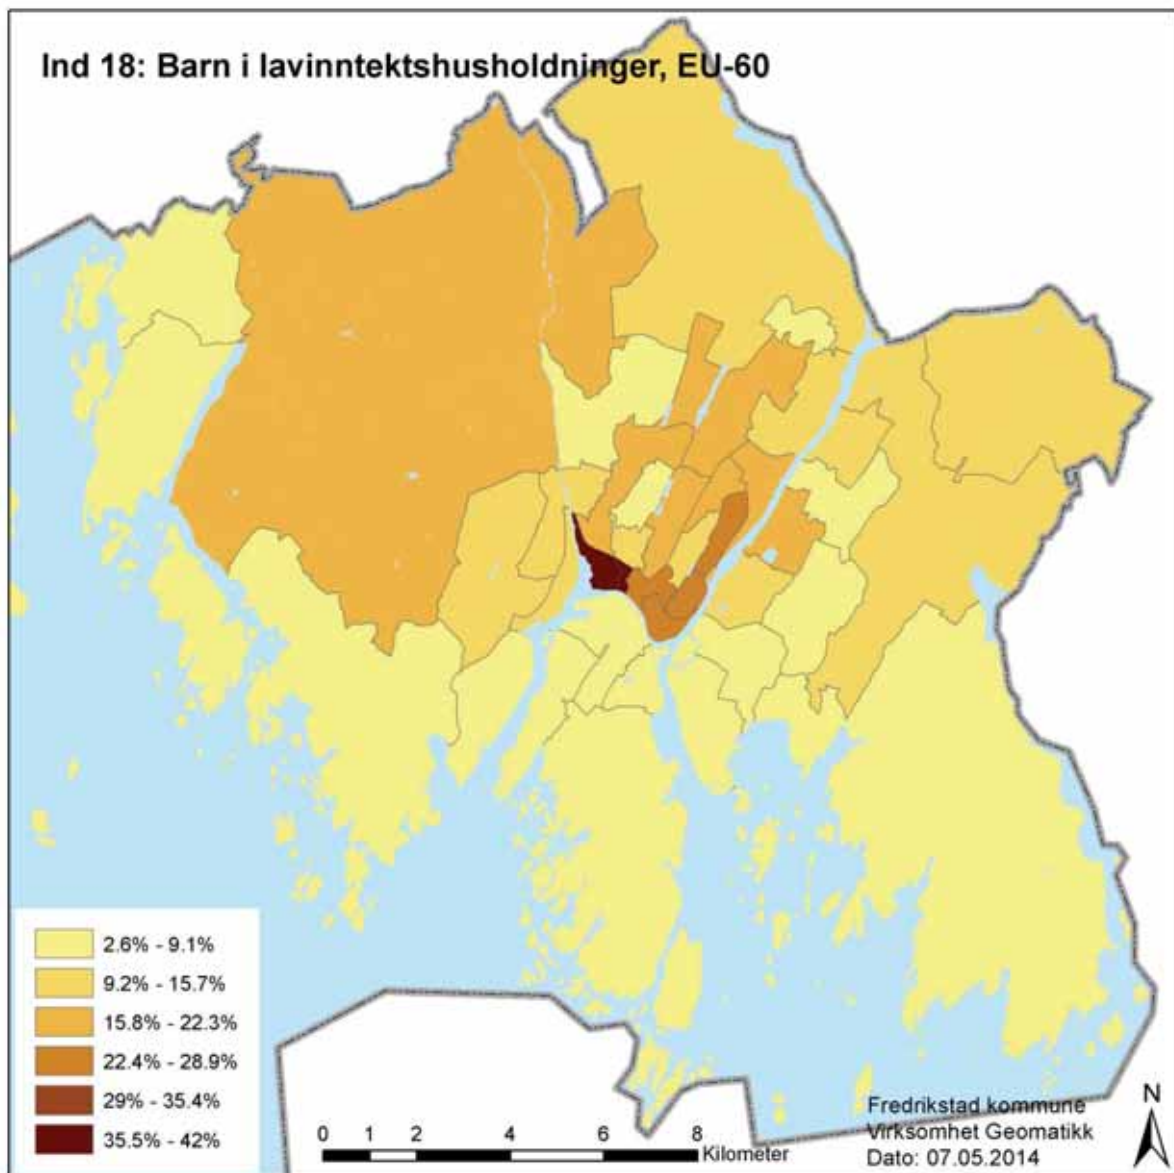 Ind 18: Barn i lavinntektshusholdninger, EU-60
2.6% - 9.1%
9.2% - 15.7%
15.8% - 22.3%
22.4% - 28.9%
29% - 35.4%
35.5% - 42%
0 1 2 4 6 8
Kilometer
Fredrikstad kommune
Virksomhet Geomatikk
Dato: 07.05.2014
N